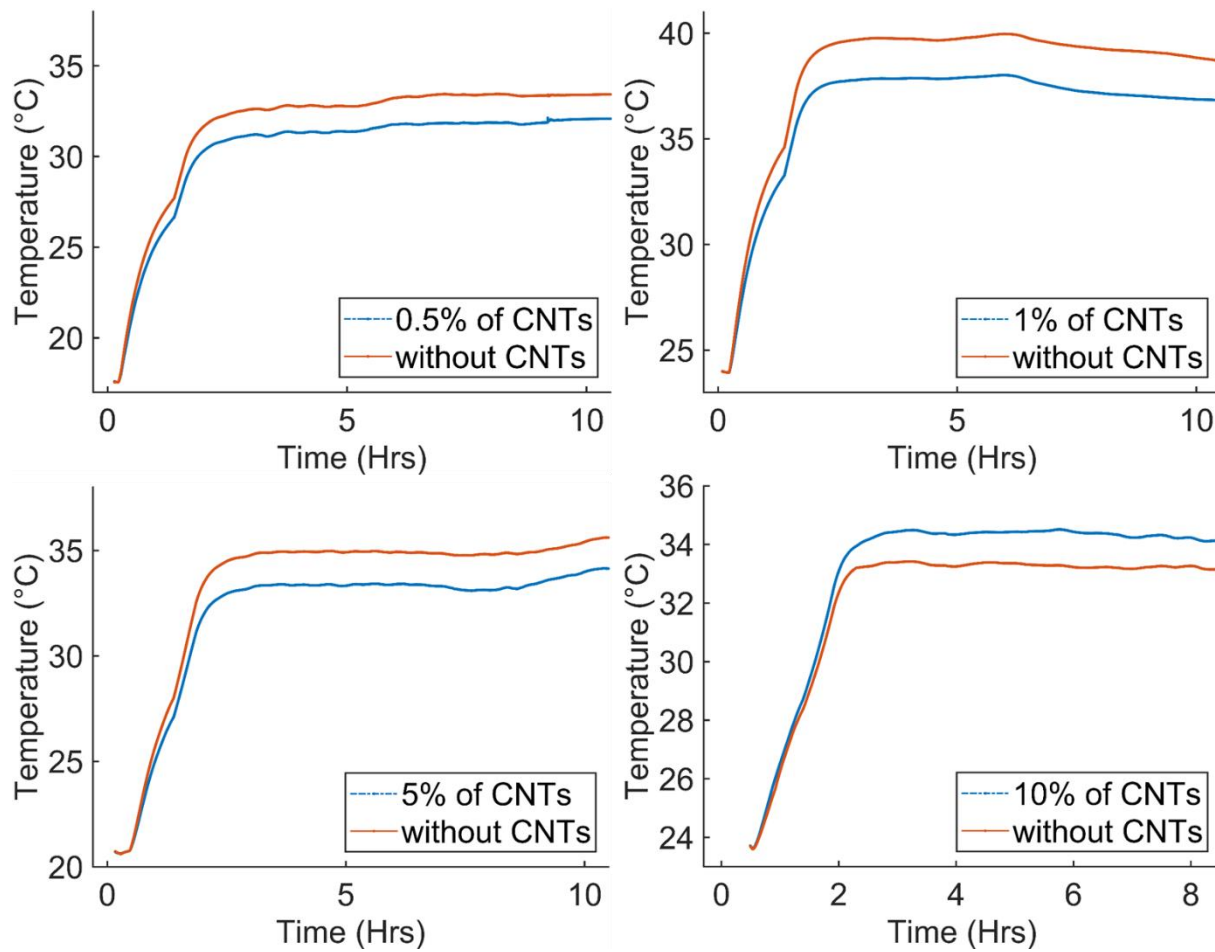 Temperature (°C)
35
30
25
20
0.5% of CNTs
without CNTs
0
5
10
Time (Hrs)
Temperature (°C)
40
35
30
25
1% of CNTs
without CNTs
0
5
10
Time (Hrs)
Temperature (°C)
35
30
25
20
5% of CNTs
without CNTs
0
5
10
Time (Hrs)
Temperature (°C)
36
34
32
30
28
26
24
10% of CNTs
without CNTs
0
2
4
6
8
Time (Hrs)